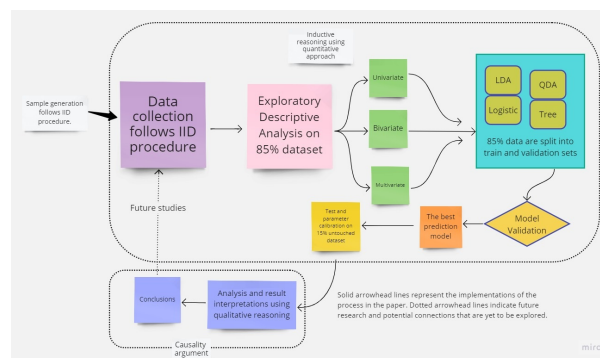 Inductive
reasoning using
quantitative
approach
Sample generation
follows IID
procedure.
Data
collection
follows IID
procedure
Exploratory
Descriptive
Analysis on
85% dataset
Univariate
Bivariate
Multivariate
LDA
QDA
Logistic
Tree
85% data are split into
train and validation sets
Model
Validation
The best
prediction
model
Test and
parameter
calibration on
15% untouched
dataset
Future studies
Conclusions
Analysis and result
interpretations using
qualitative reasoning
Causality
argument
Solid arrowhead lines represent the implementations of the
process in the paper. Dotted arrowhead lines indicate future
research and potential connections that are yet to be explored.
miro